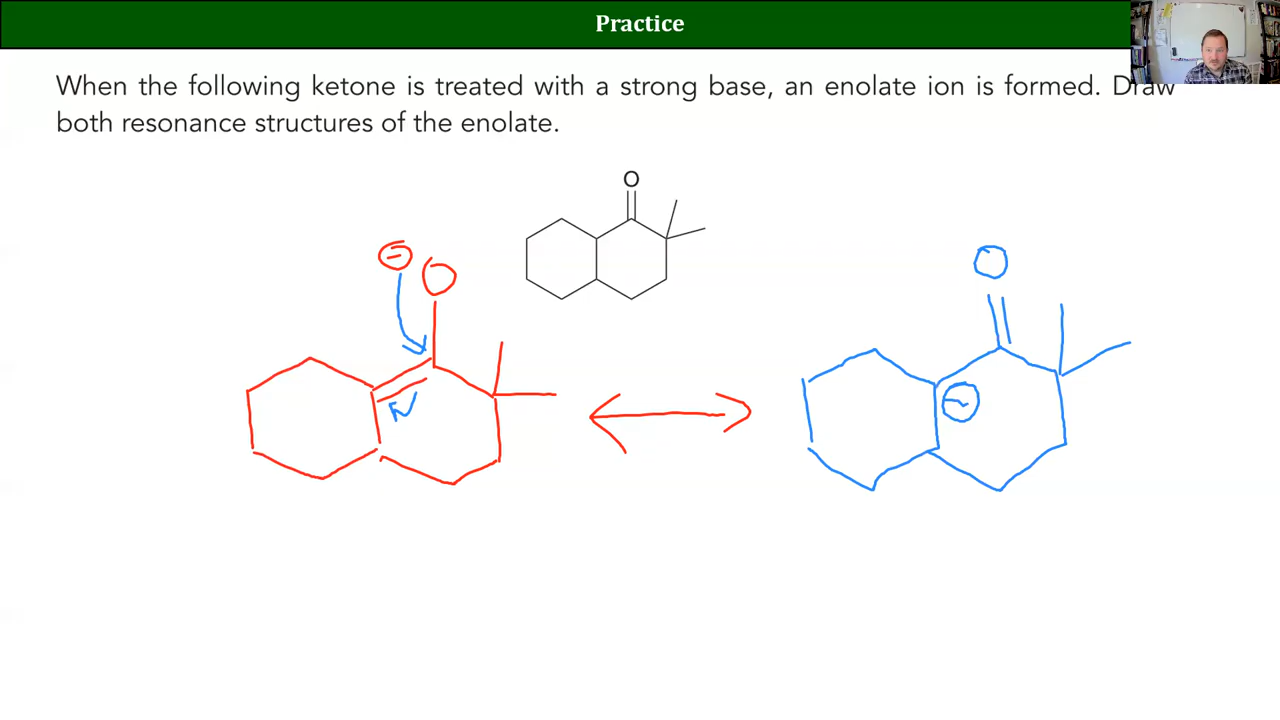 Practice
When the following ketone is treated with a strong base, an enolate ion is formed. Draw
both resonance structures of the enolate.
O
⊖ O
O
⊖